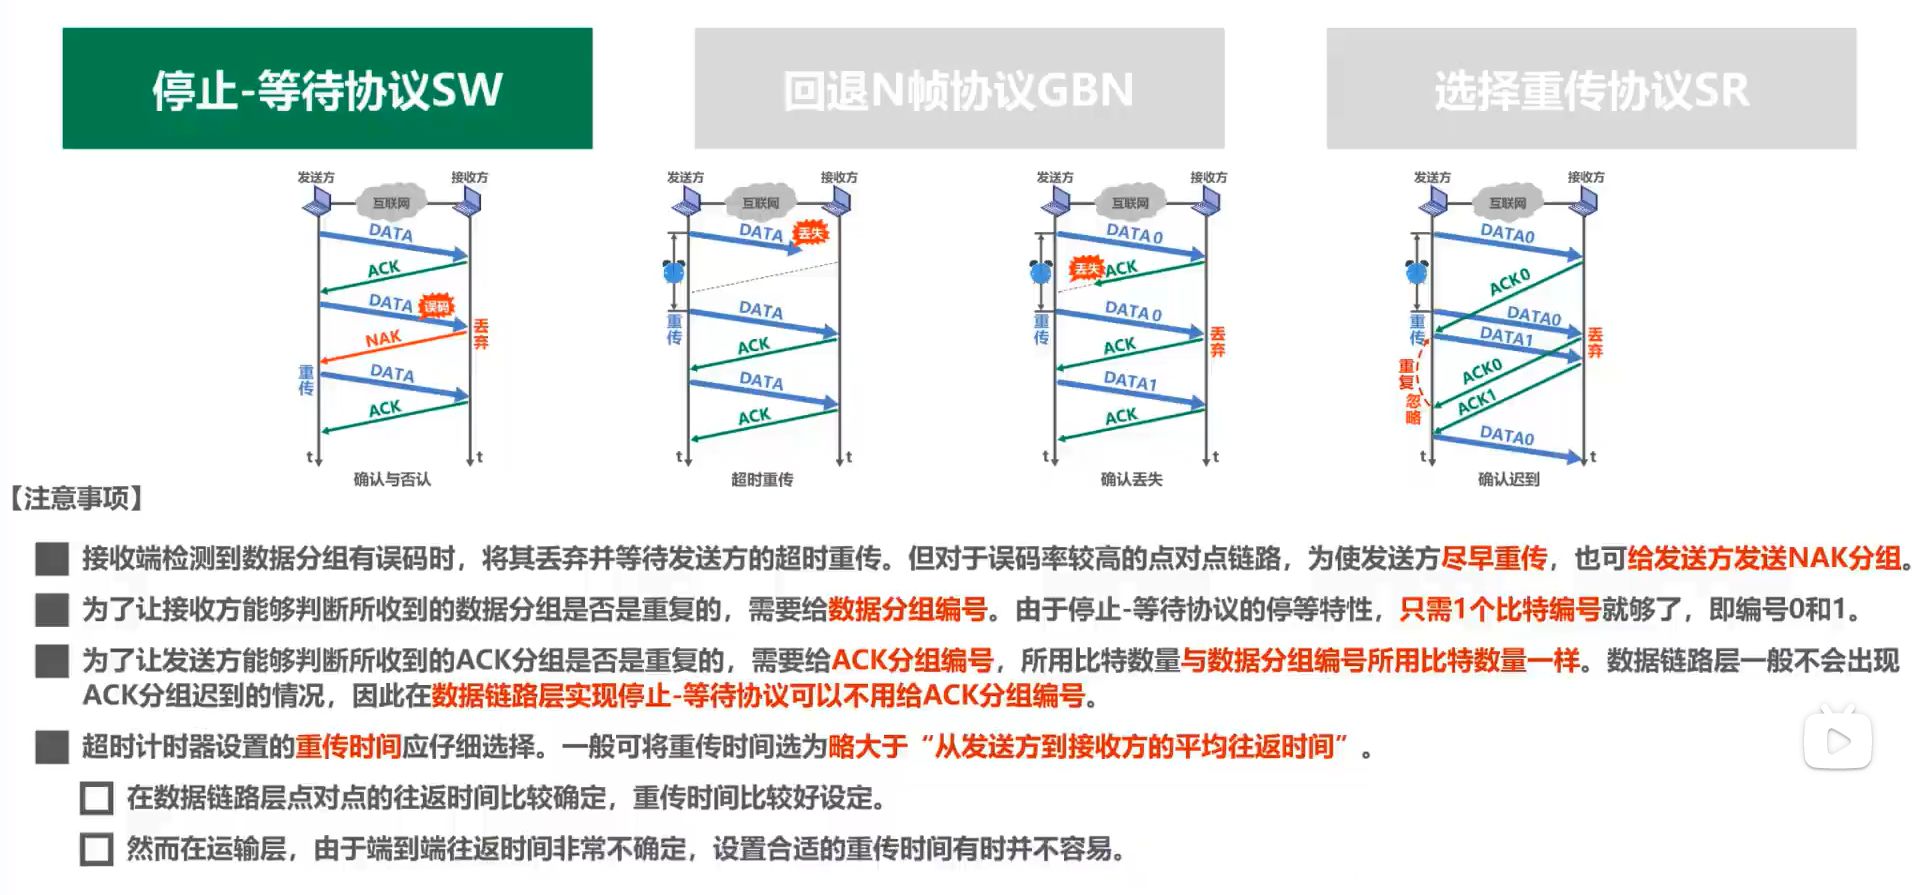 停止-等待协议SW
回退N帧协议GBN
选择重传协议SR
发送方
互联网
接收方
DATA
ACK
DATA
误码
NAK
丢弃
重传
DATA
ACK
t
t
确认与否认
发送方
互联网
接收方
DATA
丢失
重传
DATA
ACK
DATA
ACK
t
t
超时重传
发送方
互联网
接收方
DATA 0
丢失
ACK
重传
DATA 0
丢弃
ACK
DATA1
ACK
t
t
确认丢失
发送方
互联网
接收方
DATA0
ACK0
重传
DATA0
DATA1
丢弃
重复
忽略
ACK0
ACK1
DATA0
t
t
确认迟到
【注意事项】
接收端检测到数据分组有误码时，将其丢弃并等待发送方的超时重传。但对于误码率较高的点对点链路，为使发送方尽早重传，也可给发送方发送NAK分组。
为了让接收方能够判断所收到的数据分组是否是重复的，需要给数据分组编号。由于停止-等待协议的停等特性，只需1个比特编号就够了，即编号0和1。
为了让发送方能够判断所收到的ACK分组是否是重复的，需要给ACK分组编号，所用比特数量与数据分组编号所用比特数量一样。数据链路层一般不会出现
ACK分组迟到的情况，因此在数据链路层实现停止-等待协议可以不用给ACK分组编号。
超时计时器设置的重传时间应仔细选择。一般可将重传时间选为略大于“从发送方到接收方的平均往返时间”。
在数据链路层点对点的往返时间比较确定，重传时间比较好设定。
然而在运输层，由于端到端往返时间非常不确定，设置合适的重传时间有时并不容易。